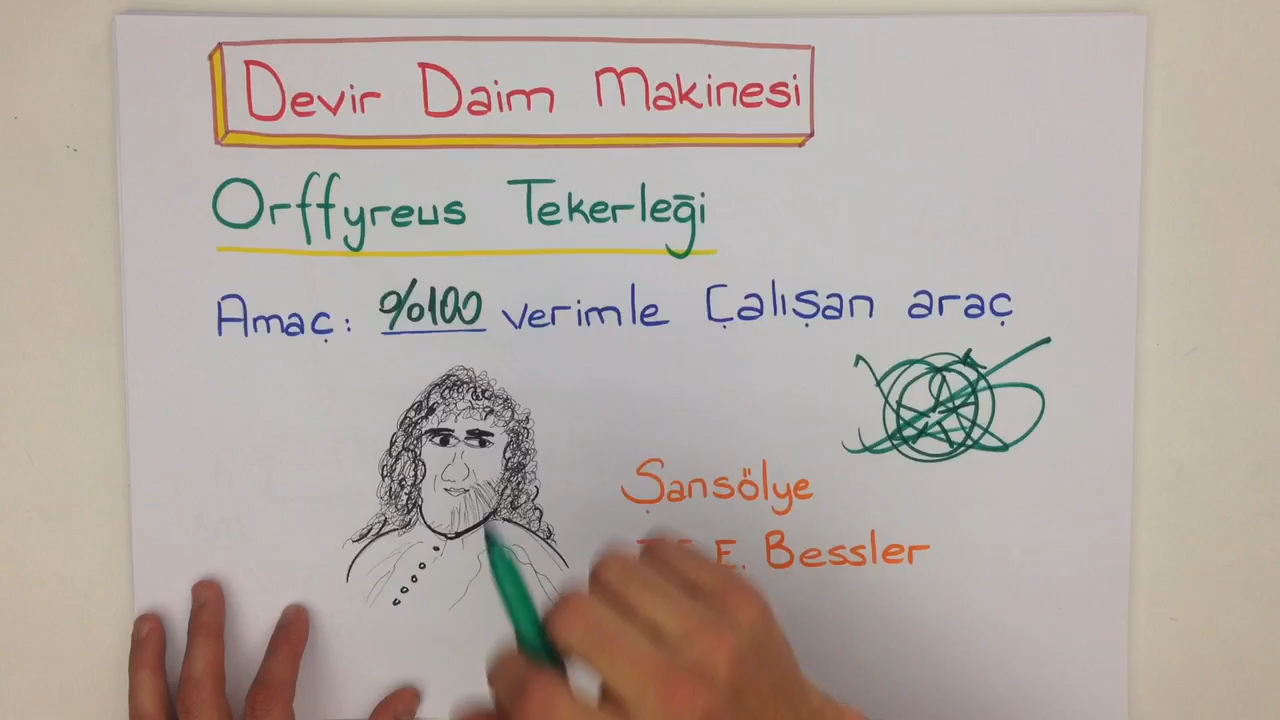 Devir Daim Makinesi
Orffyreus Tekerleği
Amaç: %100 verimle Çalışan araç
Şansölye
E. Bessler